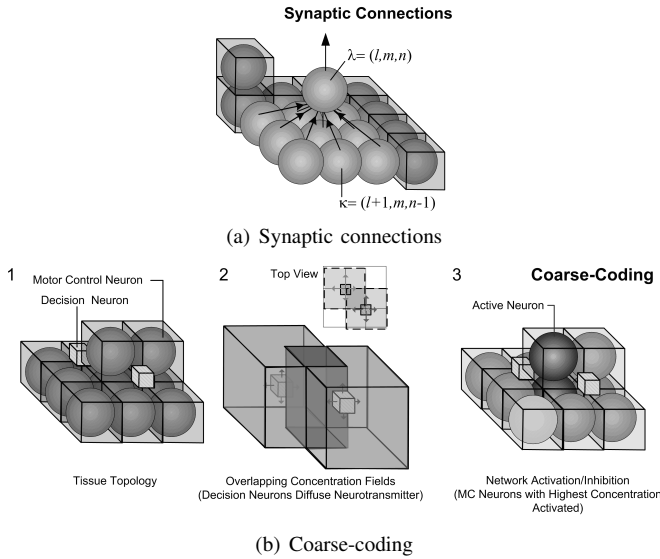 Synaptic Connections
λ= (l,m,n)
κ= (l+1,m,n-1)
(a) Synaptic connections
1
Motor Control Neuron
Decision Neuron
Tissue Topology
2
Top View
Overlapping Concentration Fields
(Decision Neurons Diffuse Neurotransmitter)
3
Coarse-Coding
Active Neuron
Network Activation/Inhibition
(MC Neurons with Highest Concentration
Activated)
(b) Coarse-coding